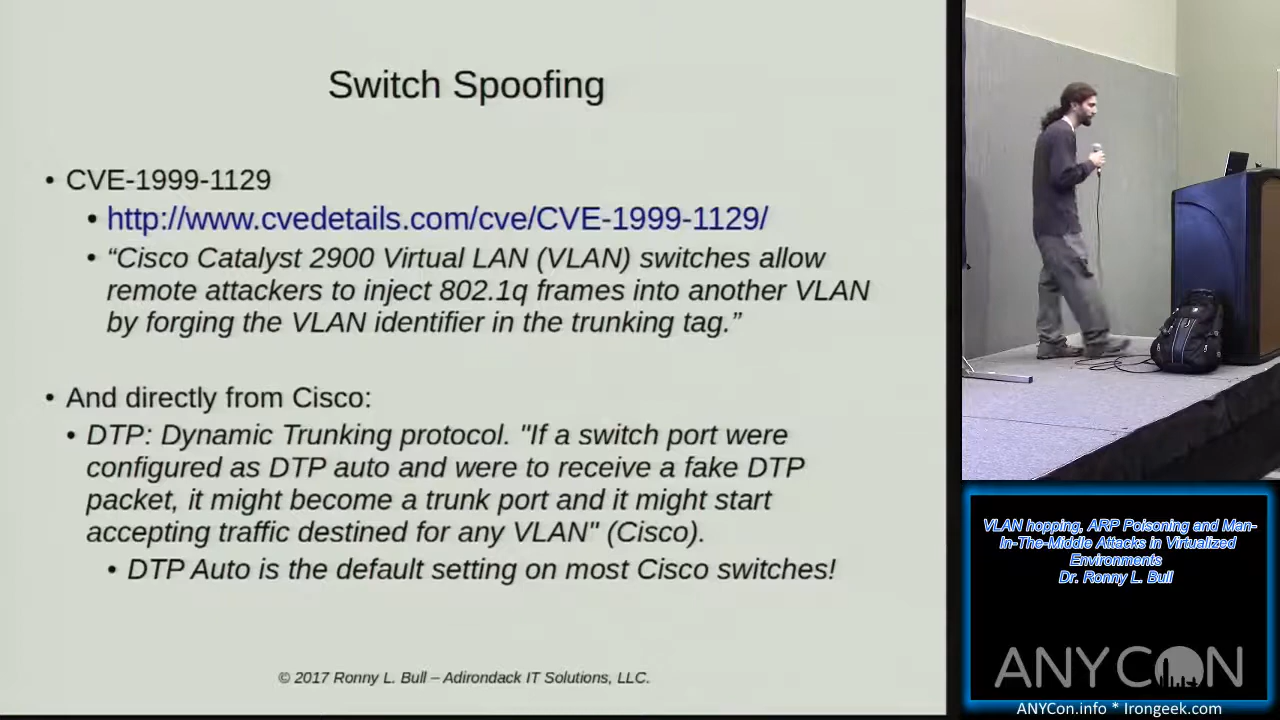 Switch Spoofing
• CVE-1999-1129
• http://www.cvedetails.com/cve/CVE-1999-1129/
• “Cisco Catalyst 2900 Virtual LAN (VLAN) switches allow
remote attackers to inject 802.1q frames into another VLAN
by forging the VLAN identifier in the trunking tag.”
• And directly from Cisco:
• DTP: Dynamic Trunking protocol. "If a switch port were
configured as DTP auto and were to receive a fake DTP
packet, it might become a trunk port and it might start
accepting traffic destined for any VLAN" (Cisco).
• DTP Auto is the default setting on most Cisco switches!
© 2017 Ronny L. Bull – Adirondack IT Solutions, LLC.
VLAN hopping, ARP Poisoning and Man-
In-The-Middle Attacks in Virtualized
Environments
Dr. Ronny L. Bull
ANYCON
ANYCon.info * Irongeek.com